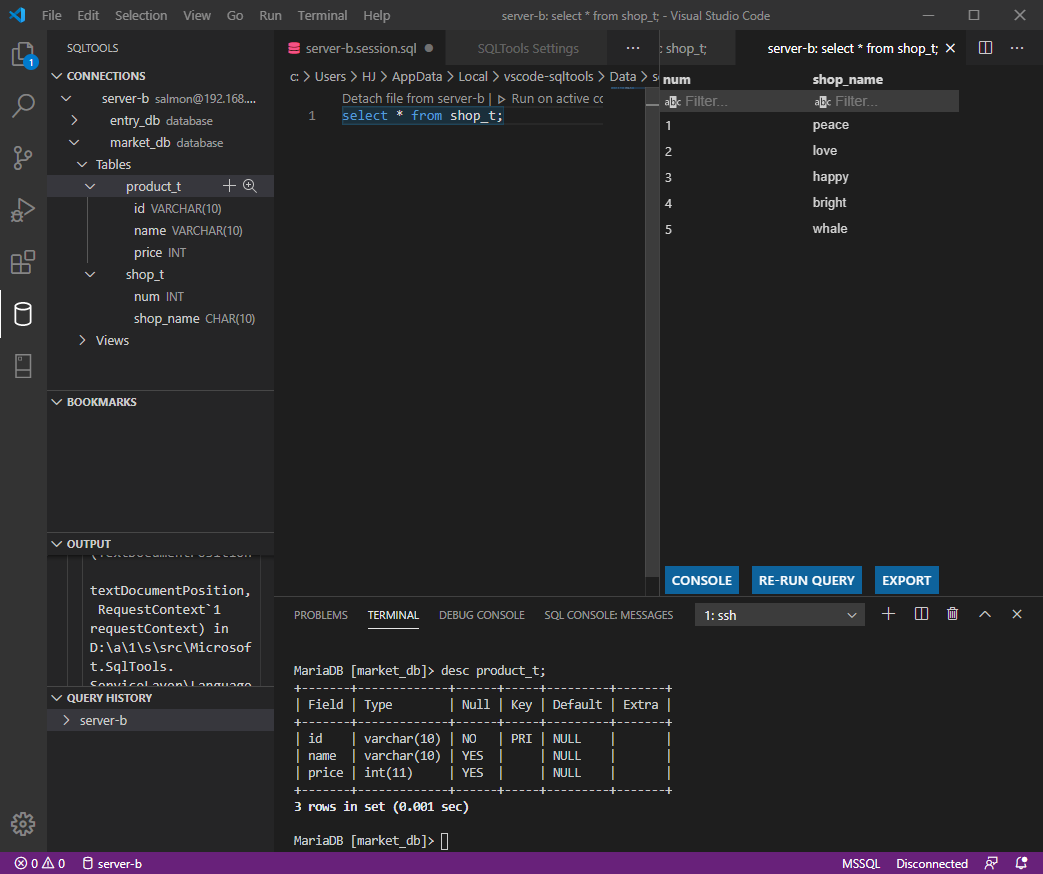 File Edit Selection View Go Run Terminal Help
server-b: select * from shop_t; - Visual Studio Code
1
SQLTOOLS
CONNECTIONS
server-b salmon@192.168....
entry_db database
market_db database
Tables
product_t
id VARCHAR(10)
name VARCHAR(10)
price INT
shop_t
num INT
shop_name CHAR(10)
Views
BOOKMARKS
OUTPUT
(TextDocumentPosition
textDocumentPosition,
RequestContext`1
requestContext) in
D:\a\1\s\src\Microsof
t.SqlTools.
ServiceLayer\Language
QUERY HISTORY
server-b
server-b.session.sql
SQLTools Settings
c: > Users > HJ > AppData > Local > vscode-sqltools > Data > s
Detach file from server-b | Run on active co
1 select * from shop_t;
: shop_t;
server-b: select * from shop_t;
num shop_name
abc Filter... abc Filter...
1 peace
2 love
3 happy
4 bright
5 whale
CONSOLE RE-RUN QUERY EXPORT
PROBLEMS TERMINAL DEBUG CONSOLE SQL CONSOLE: MESSAGES 1: ssh
MariaDB [market_db]> desc product_t;
+-------+-------------+------+-----+---------+-------+
| Field | Type        | Null | Key | Default | Extra |
+-------+-------------+------+-----+---------+-------+
| id    | varchar(10) | NO   | PRI | NULL    |       |
| name  | varchar(10) | YES  |     | NULL    |       |
| price | int(11)     | YES  |     | NULL    |       |
+-------+-------------+------+-----+---------+-------+
3 rows in set (0.001 sec)
MariaDB [market_db]>
0 0 server-b
MSSQL Disconnected